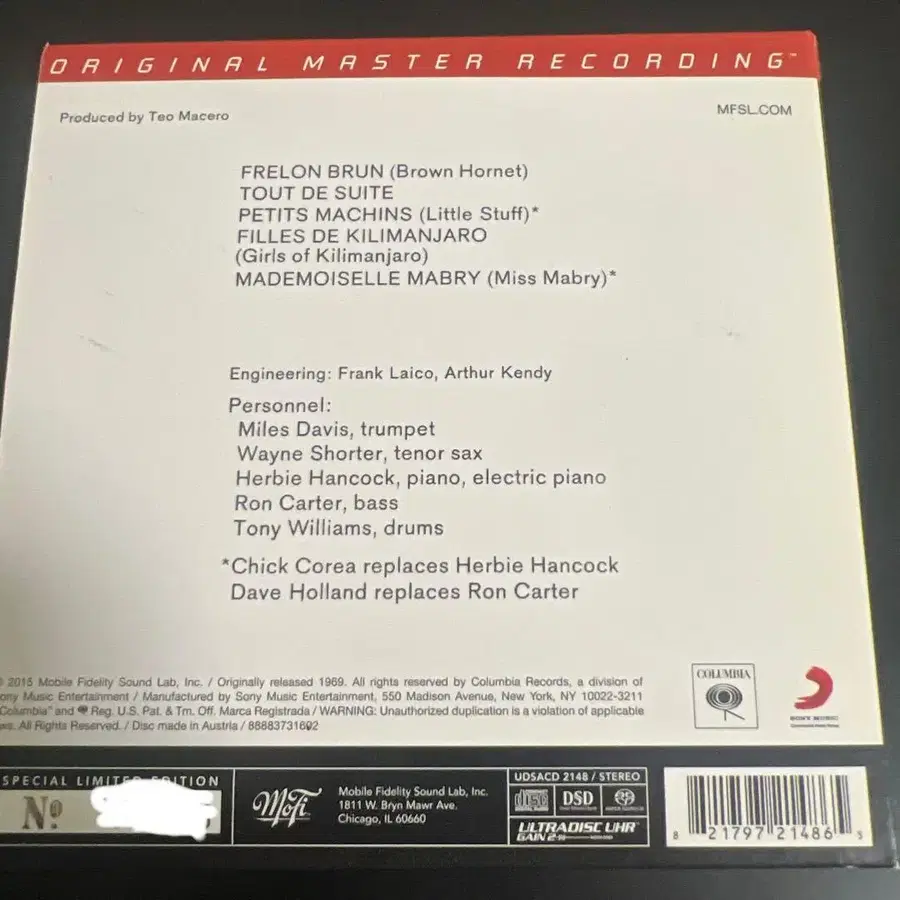 ORIGINAL MASTER RECORDING™
Produced by Teo Macero
MFSL.COM
FRELON BRUN (Brown Hornet)
TOUT DE SUITE
PETITS MACHINS (Little Stuff)*
FILLES DE KILIMANJARO
(Girls of Kilimanjaro)
MADEMOISELLE MABRY (Miss Mabry)*
Engineering: Frank Laico, Arthur Kendy
Personnel:
Miles Davis, trumpet
Wayne Shorter, tenor sax
Herbie Hancock, piano, electric piano
Ron Carter, bass
Tony Williams, drums
*Chick Corea replaces Herbie Hancock
Dave Holland replaces Ron Carter
2015 Mobile Fidelity Sound Lab, Inc. / Originally released 1969. All rights reserved by Columbia Records, a division of
Music Entertainment / Manufactured by Sony Music Entertainment, 550 Madison Avenue, New York, NY 10022-3211
Columbia" and Reg. U.S. Pat. & Tm. Off. Marca Registrada / WARNING: Unauthorized duplication is a violation of applicable
All Rights Reserved. / Disc made in Austria / 88883731602
COLUMBIA
SONY MUSIC
SPECIAL LIMITED EDITION
Nº
MoFi
Mobile Fidelity Sound Lab, Inc.
1811 W. Bryn Mawr Ave.
Chicago, IL 60660
UDSACD 2148 / STEREO
disc DSD
ULTRADISC UHR™
GAIN 2
8 21797 21486 5